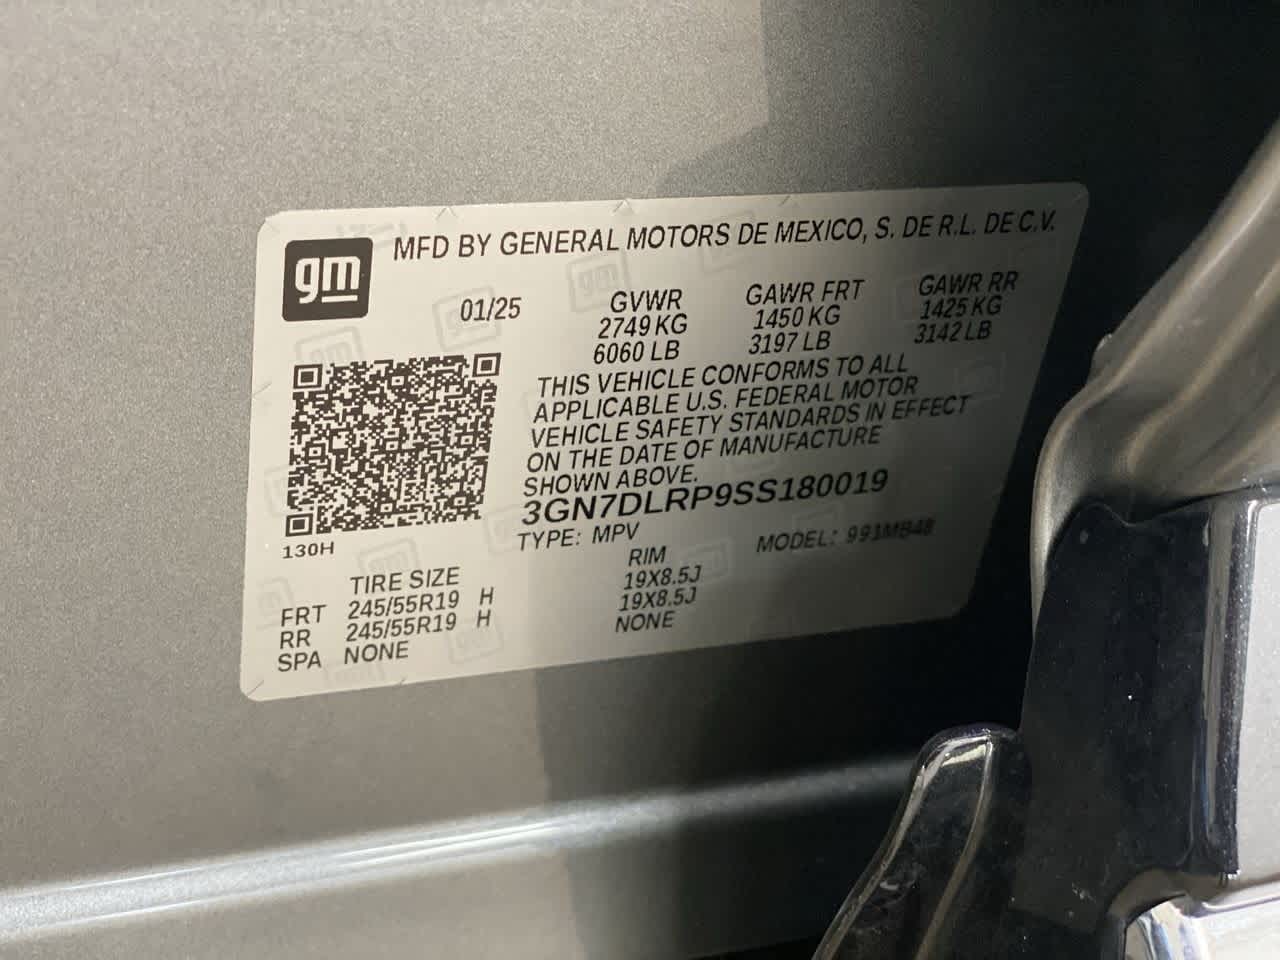 gm
MFD BY GENERAL MOTORS DE MEXICO, S. DE R.L. DE C.V.
01/25
GVWR GAWR FRT GAWR RR
2749 KG 1450 KG 1425 KG
6060 LB 3197 LB 3142 LB
THIS VEHICLE CONFORMS TO ALL
APPLICABLE U.S. FEDERAL MOTOR
VEHICLE SAFETY STANDARDS IN EFFECT
ON THE DATE OF MANUFACTURE
SHOWN ABOVE.
3GN7DLRP9SS180019
130H
TYPE: MPV MODEL: 991MB48
TIRE SIZE RIM
FRT 245/55R19 H 19X8.5J
RR 245/55R19 H 19X8.5J
SPA NONE NONE